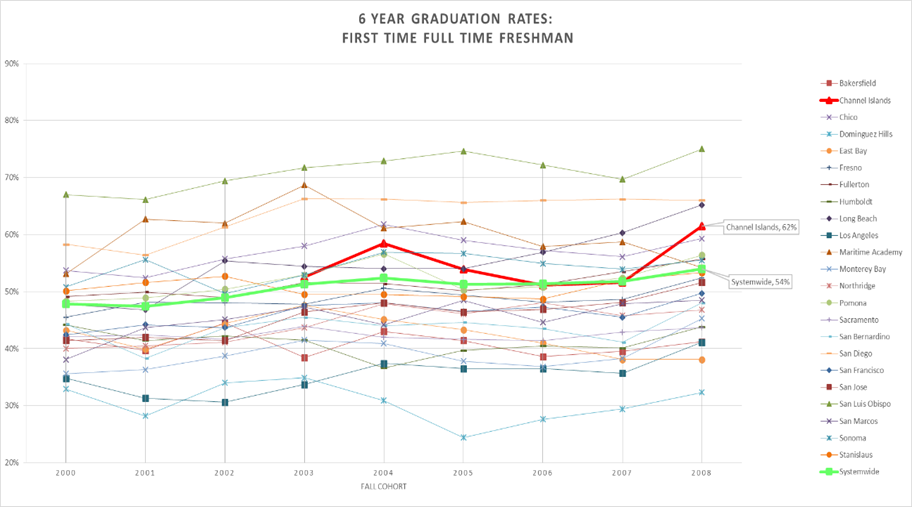 6 YEAR GRADUATION RATES:
FIRST TIME FULL TIME FRESHMAN
90%
80%
70%
60%
50%
40%
30%
20%
2000 2001 2002 2003 2004 2005 2006 2007 2008
FALL COHORT
Channel Islands, 62%
Systemwide, 54%
Bakersfield
Channel Islands
Chico
Dominguez Hills
East Bay
Fresno
Fullerton
Humboldt
Long Beach
Los Angeles
Maritime Academy
Monterey Bay
Northridge
Pomona
Sacramento
San Bernardino
San Diego
San Francisco
San Jose
San Luis Obispo
San Marcos
Sonoma
Stanislaus
Systemwide